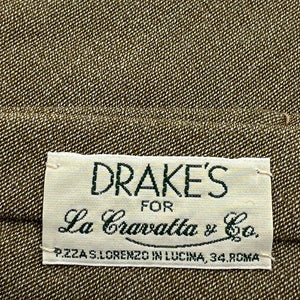 DRAKE'S
FOR
La Cravatta & Co.
P.ZZA S. LORENZO IN LUCINA, 34. ROMA